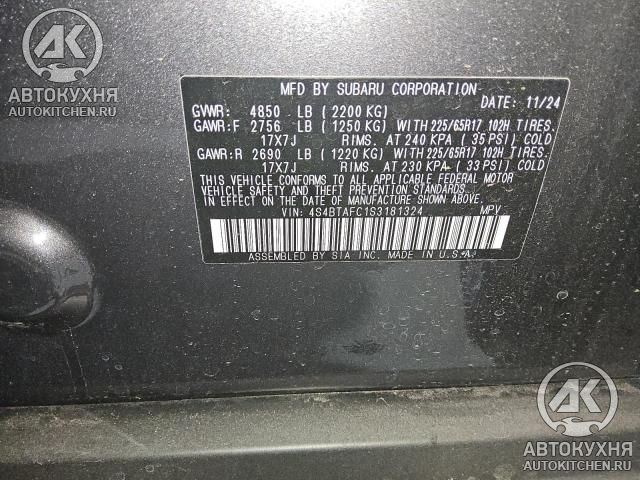 4K
АВТОКУХНЯ
AUTOKITCHEN.RU
MFD BY SUBARU CORPORATION
DATE: 11/24
GVWR: 4850 LB (2200 KG)
GAWR:F 2756 LB (1250 KG) WITH 225/65R17 102H TIRES.
17X7J RIMS. AT 240 KPA (35 PSI) COLD
GAWR:R 2690 LB (1220 KG) WITH 225/65R17 102H TIRES.
17X7J RIMS. AT 230 KPA (33 PSI) COLD
THIS VEHICLE CONFORMS TO ALL APPLICABLE FEDERAL MOTOR
VEHICLE SAFETY AND THEFT PREVENTION STANDARDS
IN EFFECT ON THE DATE OF MANUFACTURE SHOWN ABOVE.
VIN: 4S4BTAFC1S3181324 MPV
ASSEMBLED BY SIA INC. MADE IN U.S.A.
4K
АВТОКУХНЯ
AUTOKITCHEN.RU